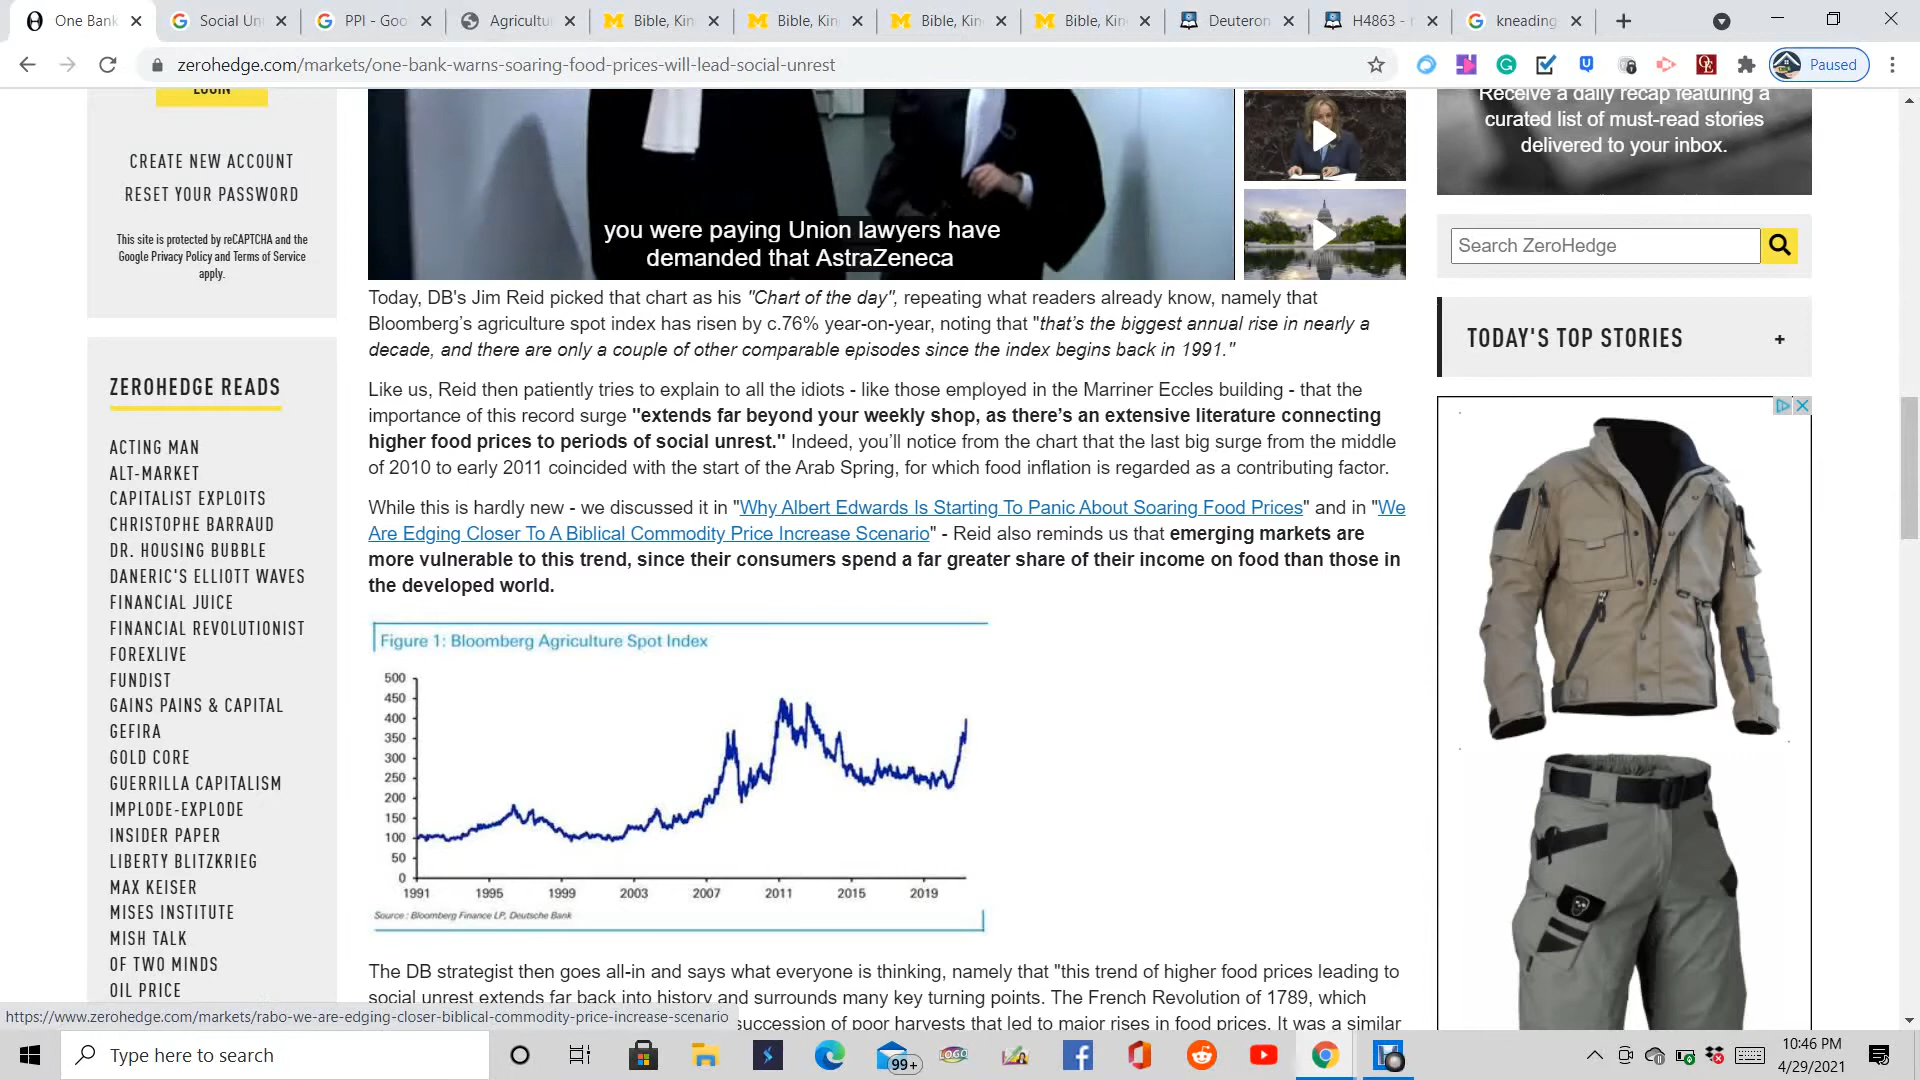 One Bank
Social Un
PPI - Goo
Agricultu
Bible, Kin
Bible, Kin
Bible, Kin
Bible, Kin
Deuteron
H4863 -
kneading
zerohedge.com/markets/one-bank-warns-soaring-food-prices-will-lead-social-unrest
Paused
LOGIN
CREATE NEW ACCOUNT
RESET YOUR PASSWORD
This site is protected by reCAPTCHA and the
Google Privacy Policy and Terms of Service
apply.
ZEROHEDGE READS
ACTING MAN
ALT-MARKET
CAPITALIST EXPLOITS
CHRISTOPHE BARRAUD
DR. HOUSING BUBBLE
DANERIC'S ELLIOTT WAVES
FINANCIAL JUICE
FINANCIAL REVOLUTIONIST
FOREXLIVE
FUNDIST
GAINS PAINS & CAPITAL
GEFIRA
GOLD CORE
GUERRILLA CAPITALISM
IMPLODE-EXPLODE
INSIDER PAPER
LIBERTY BLITZKRIEG
MAX KEISER
MISES INSTITUTE
MISH TALK
OF TWO MINDS
OIL PRICE
you were paying Union lawyers have
demanded that AstraZeneca
Today, DB's Jim Reid picked that chart as his "Chart of the day", repeating what readers already know, namely that
Bloomberg's agriculture spot index has risen by c.76% year-on-year, noting that "that's the biggest annual rise in nearly a
decade, and there are only a couple of other comparable episodes since the index begins back in 1991."
Like us, Reid then patiently tries to explain to all the idiots - like those employed in the Marriner Eccles building - that the
importance of this record surge "extends far beyond your weekly shop, as there's an extensive literature connecting
higher food prices to periods of social unrest." Indeed, you'll notice from the chart that the last big surge from the middle
of 2010 to early 2011 coincided with the start of the Arab Spring, for which food inflation is regarded as a contributing factor.
While this is hardly new - we discussed it in "Why Albert Edwards Is Starting To Panic About Soaring Food Prices" and in "We
Are Edging Closer To A Biblical Commodity Price Increase Scenario" - Reid also reminds us that emerging markets are
more vulnerable to this trend, since their consumers spend a far greater share of their income on food than those in
the developed world.
Figure 1: Bloomberg Agriculture Spot Index
500
450
400
350
300
250
200
150
100
50
0
1991 1995 1999 2003 2007 2011 2015 2019
Source : Bloomberg Finance LP, Deutsche Bank
The DB strategist then goes all-in and says what everyone is thinking, namely that "this trend of higher food prices leading to
social unrest extends far back into history and surrounds many key turning points. The French Revolution of 1789, which
succession of poor harvests that led to major rises in food prices. It was a similar
Receive a daily recap featuring a
curated list of must-read stories
delivered to your inbox.
Search ZeroHedge
TODAY'S TOP STORIES
+
https://www.zerohedge.com/markets/rabo-we-are-edging-closer-biblical-commodity-price-increase-scenario
Type here to search
99+
LOGO
10:46 PM
4/29/2021